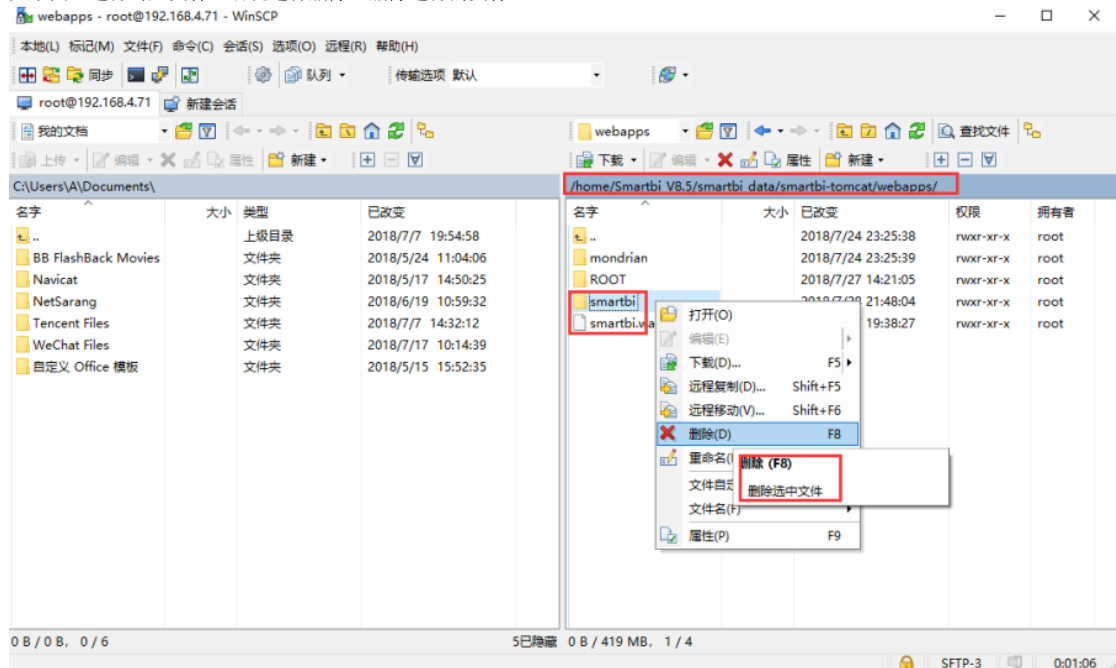 webapps - root@192.168.4.71 - WinSCP
本地(L) 标记(M) 文件(F) 命令(C) 会话(S) 选项(O) 远程(R) 帮助(H)
同步 队列 传输选项 默认
root@192.168.4.71 新建会话
我的文档 webapps 查找文件
上传 编辑 属性 新建 下载 编辑 属性 新建
C:\Users\A\Documents\ /home/Smartbi V8.5/smartbi data/smartbi-tomcat/webapps/
名字 大小 类型 已改变 名字 大小 已改变 权限 拥有者
.. 上级目录 2018/7/7 19:54:58 .. 2018/7/24 23:25:38 rwxr-xr-x root
BB FlashBack Movies 文件夹 2018/5/24 11:04:06 mondrian 2018/7/24 23:25:39 rwxr-xr-x root
Navicat 文件夹 2018/5/17 14:50:25 ROOT 2018/7/27 14:21:05 rwxr-xr-x root
NetSarang 文件夹 2018/6/19 10:59:32 smartbi 21:48:04 rwxr-xr-x root
Tencent Files 文件夹 2018/7/7 14:32:12 smartbi.wa 19:38:27 rwxr-xr-x root
WeChat Files 文件夹 2018/7/17 10:14:39
自定义 Office 模板 文件夹 2018/5/15 15:52:35
打开(O)
编辑(E)
下载(D)... F5
远程复制(D)... Shift+F5
远程移动(V)... Shift+F6
删除(D) F8
重命名( 删除 (F8)
文件自定 删除选中文件
文件名(F)
属性(P) F9
0 B / 0 B, 0 / 6 5已隐藏 0 B / 419 MB, 1 / 4
SFTP-3 0:01:06